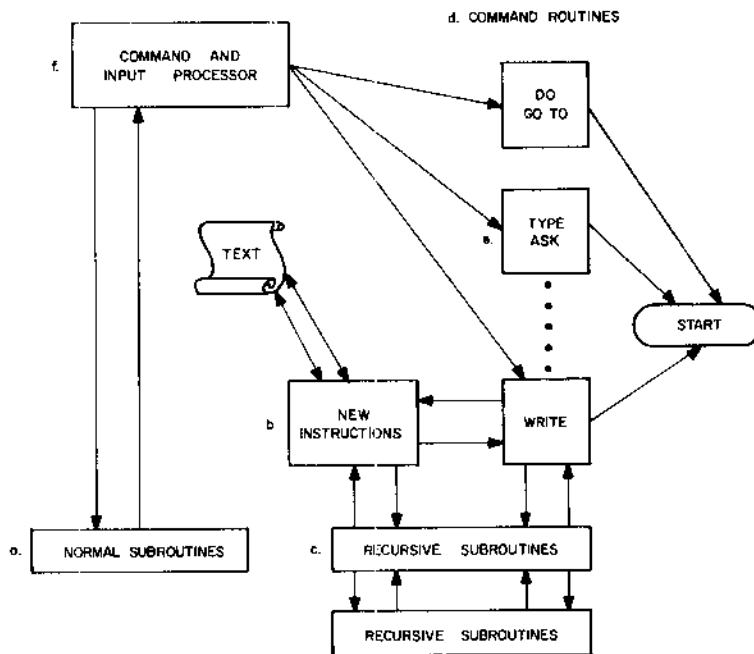 d. COMMAND ROUTINES
f.
COMMAND AND
INPUT PROCESSOR
DO
GO TO
e.
TYPE
ASK
TEXT
START
b
NEW
INSTRUCTIONS
WRITE
a.
NORMAL SUBROUTINES
c.
RECURSIVE SUBROUTINES
RECURSIVE SUBROUTINES